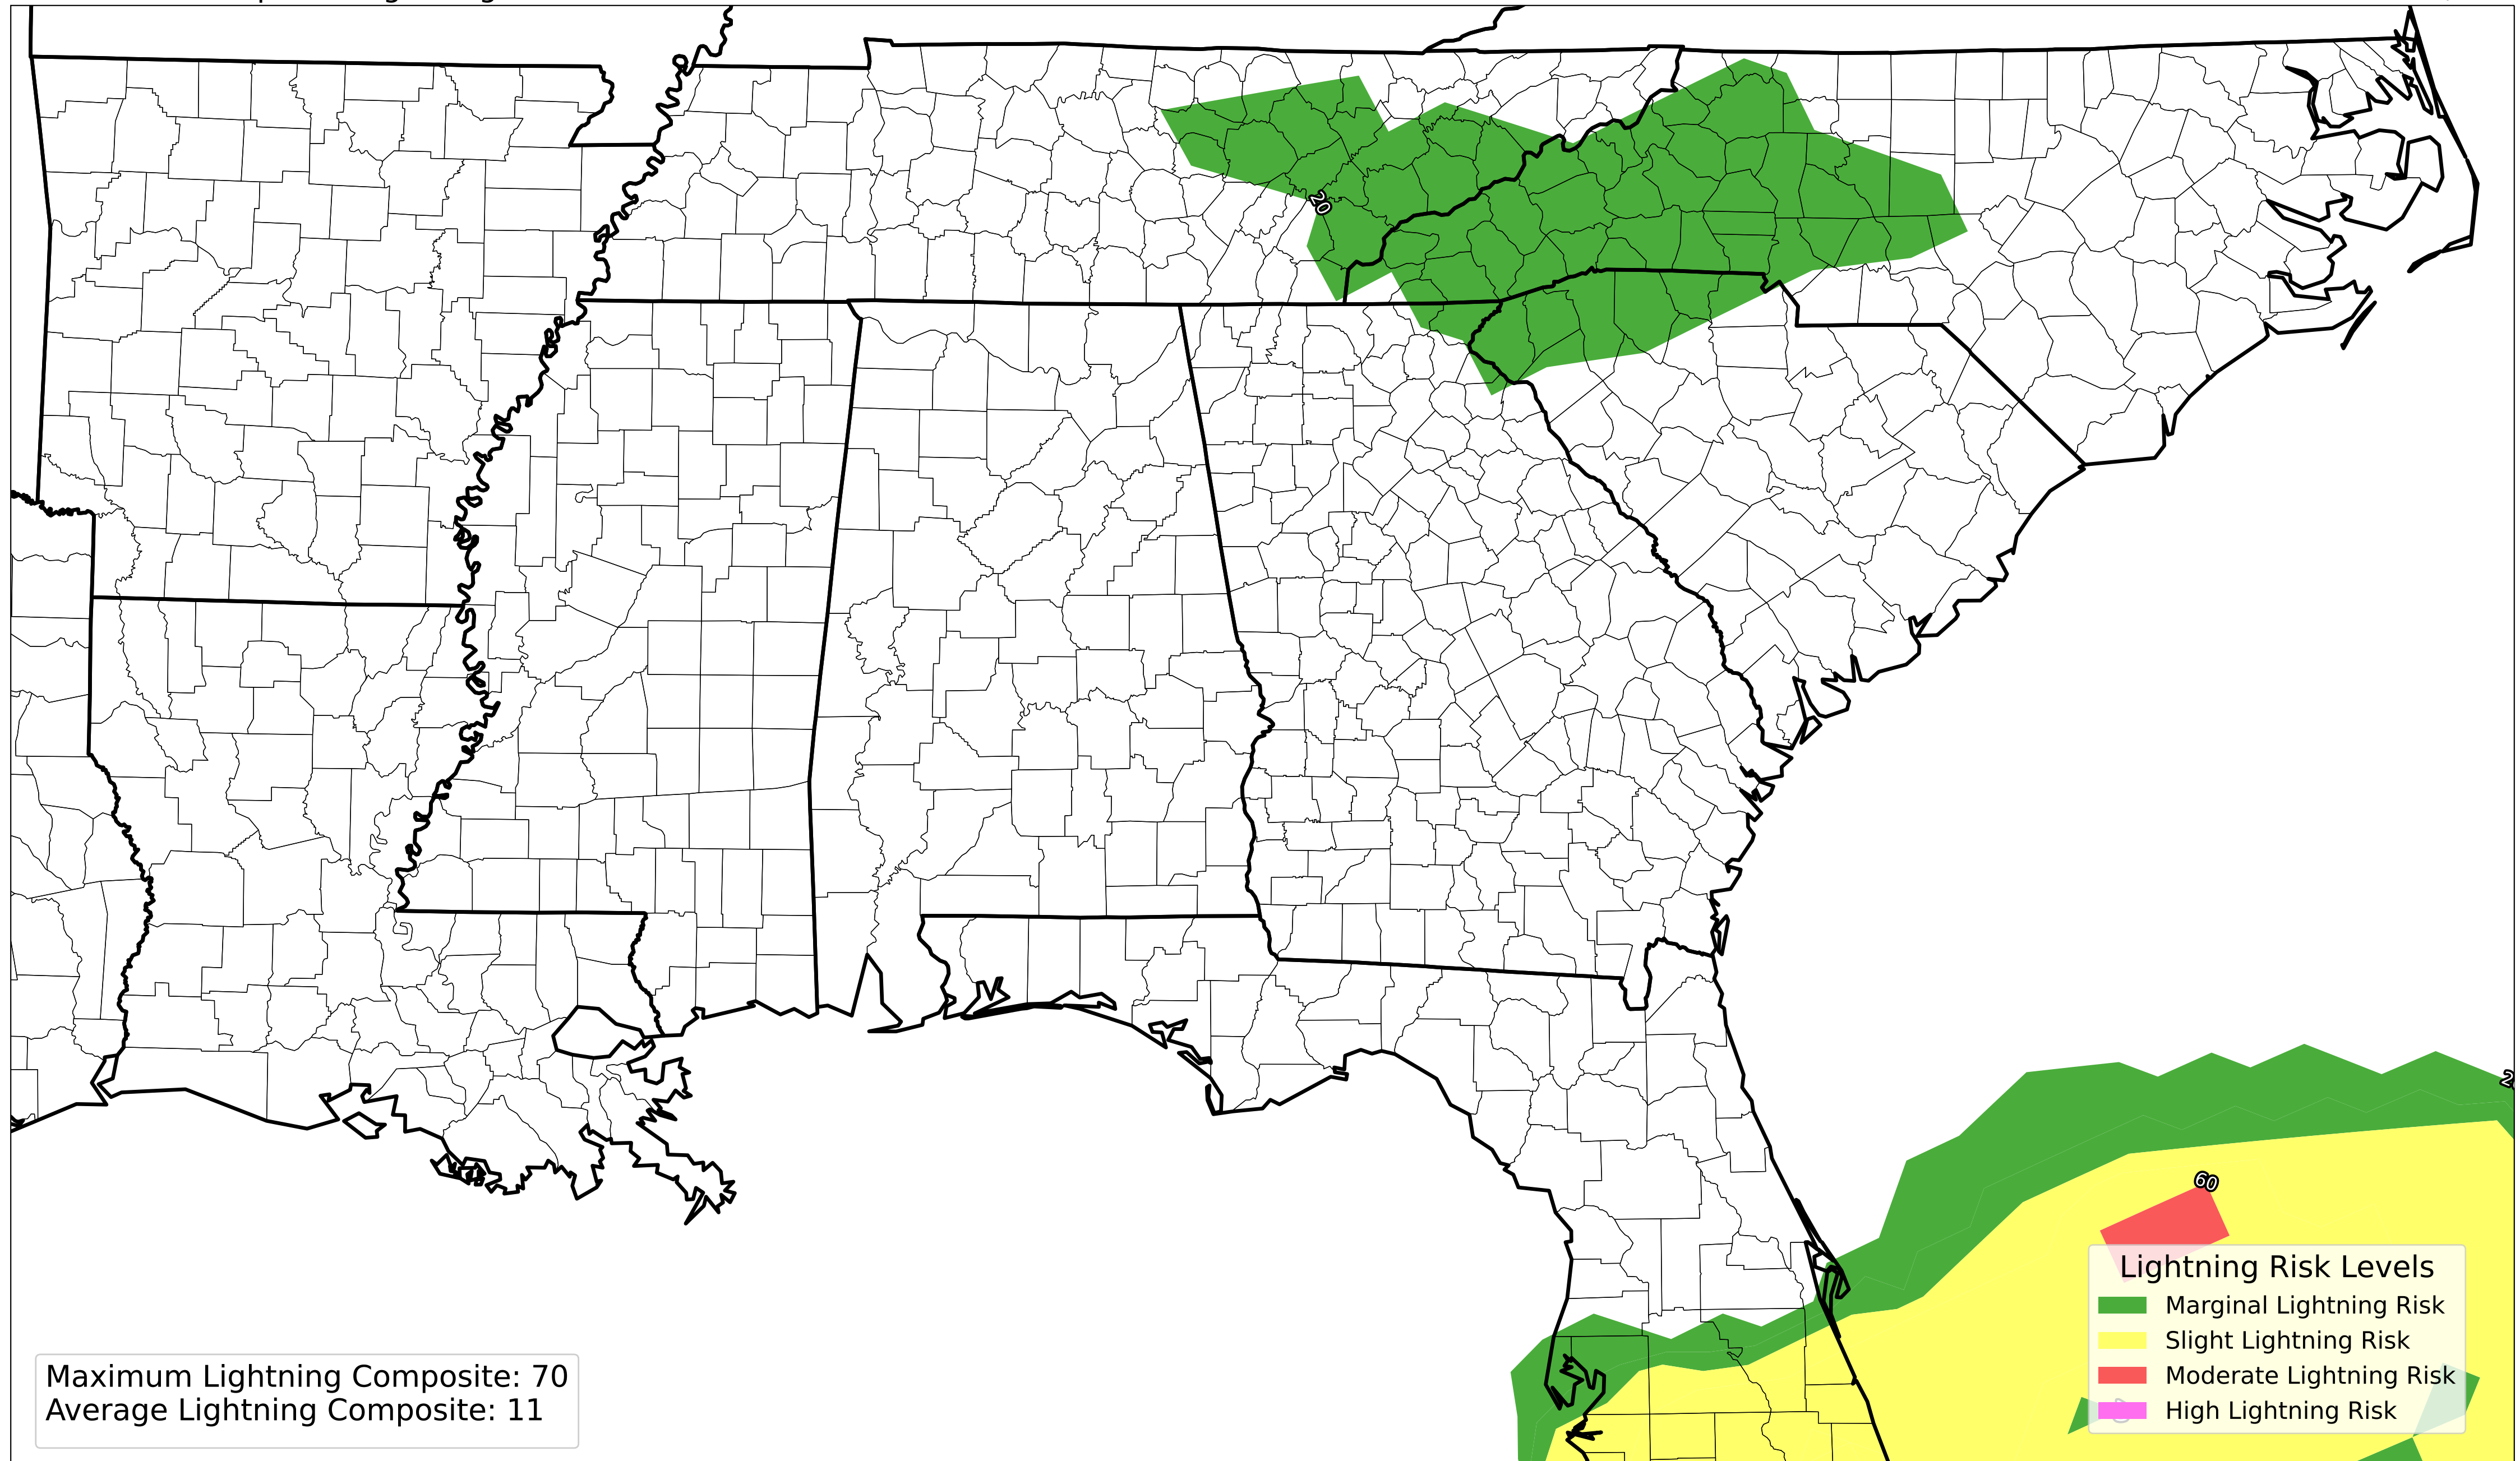 20
60
Lightning Risk Levels
Marginal Lightning Risk
Slight Lightning Risk
Moderate Lightning Risk
High Lightning Risk
Maximum Lightning Composite: 70
Average Lightning Composite: 11